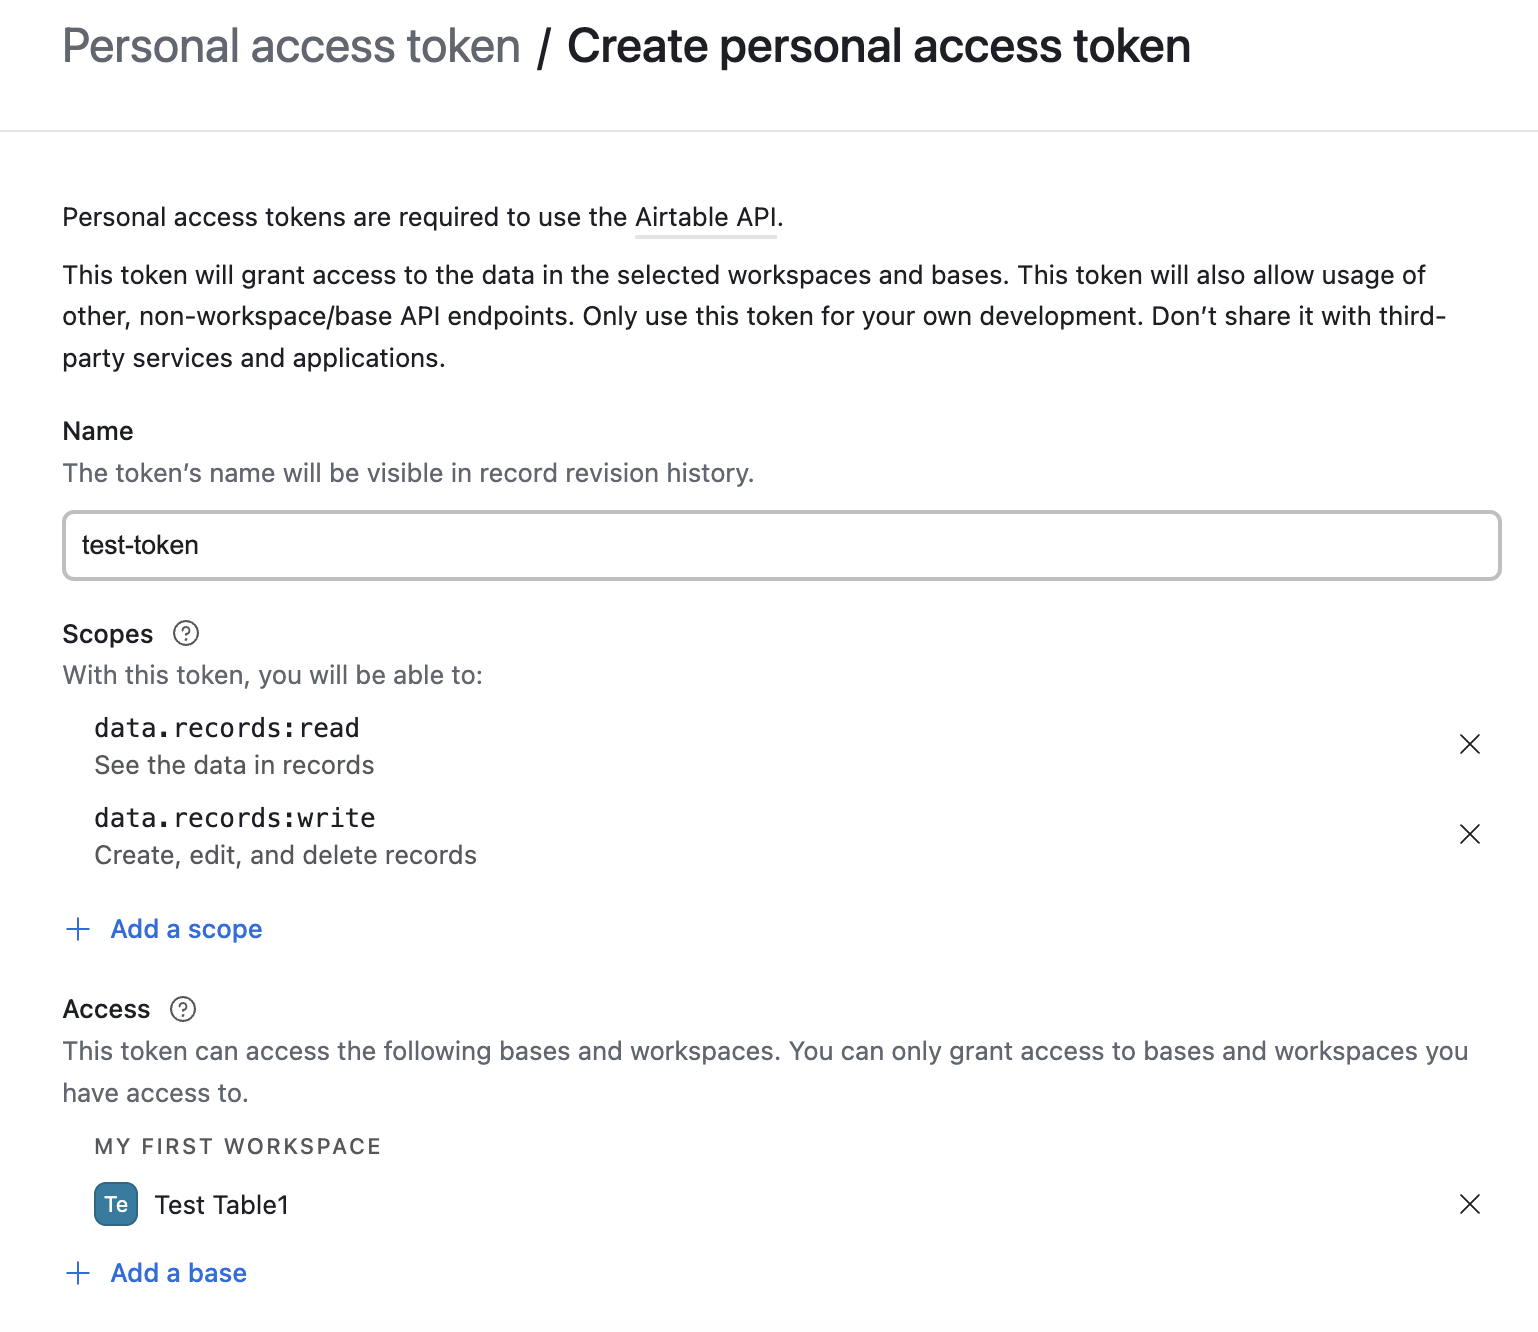 Personal access token / Create personal access token
Personal access tokens are required to use the Airtable API.
This token will grant access to the data in the selected workspaces and bases. This token will also allow usage of
other, non-workspace/base API endpoints. Only use this token for your own development. Don’t share it with third-
party services and applications.
Name
The token’s name will be visible in record revision history.
test-token
Scopes ?
With this token, you will be able to:
data.records:read
See the data in records
data.records:write
Create, edit, and delete records
+ Add a scope
Access ?
This token can access the following bases and workspaces. You can only grant access to bases and workspaces you
have access to.
MY FIRST WORKSPACE
Te Test Table1
+ Add a base